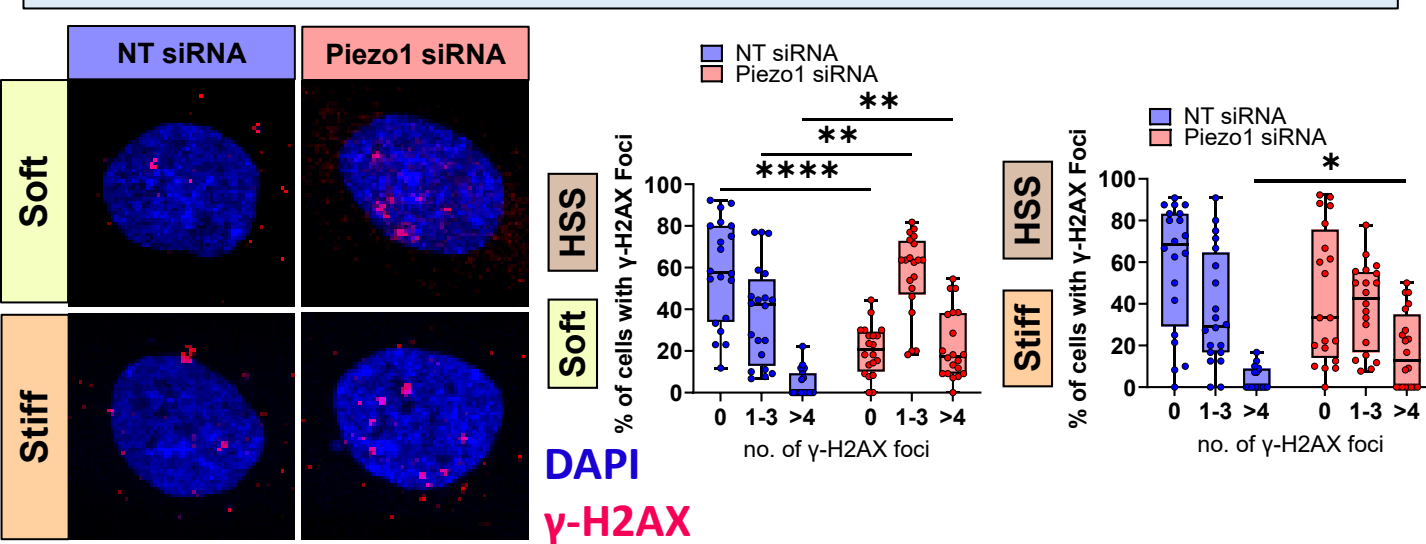 NT siRNA
Piezo1 siRNA
Soft
Stiff
DAPI
γ-H2AX
NT siRNA
Piezo1 siRNA
**
**
****
HSS
Soft
% of cells with γ-H2AX Foci
100
80
60
40
20
0
0 1-3 >4 0 1-3 >4
no. of γ-H2AX foci
NT siRNA
Piezo1 siRNA
*
HSS
Stiff
% of cells with γ-H2AX Foci
100
80
60
40
20
0
0 1-3 >4 0 1-3 >4
no. of γ-H2AX foci